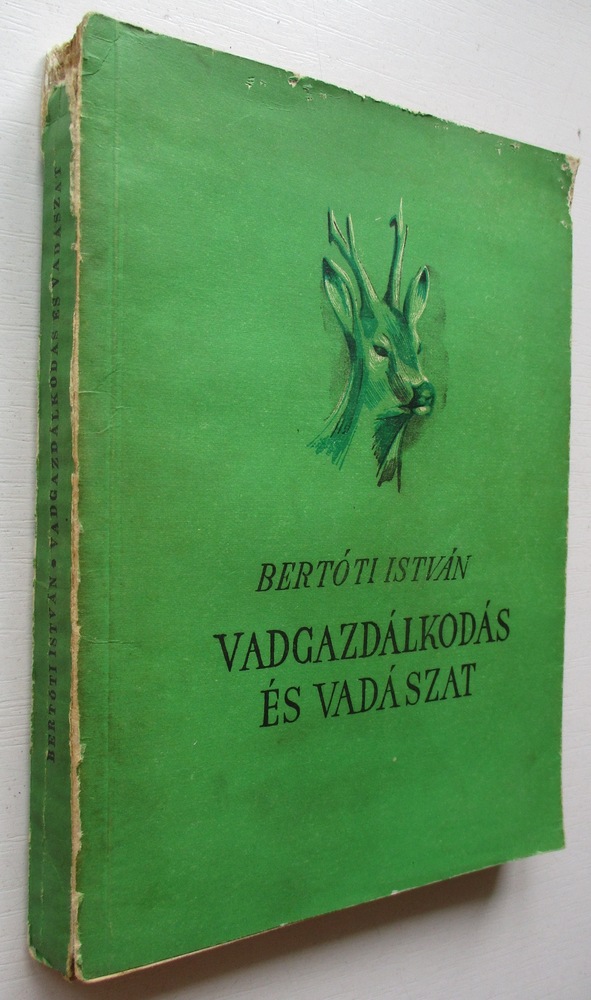 BERTÓTI ISTVÁN
VADGAZDÁLKODÁS
ÉS VADÁSZAT
BERTÓTI ISTVÁN • VADGAZDÁLKODÁS ÉS VADÁSZAT